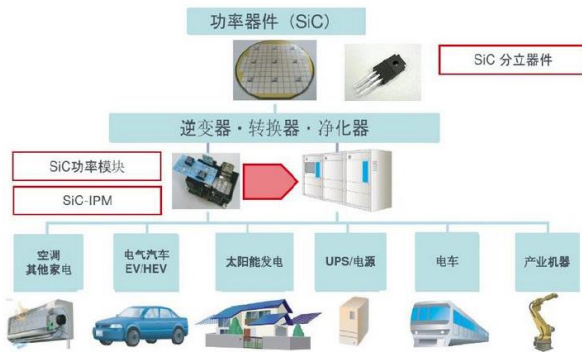 功率器件（SiC）
SiC 分立器件
逆变器・转换器・净化器
SiC功率模块
SiC-IPM
空调
其他家电
电气汽车
EV/HEV
太阳能发电
UPS/电源
电车
产业机器